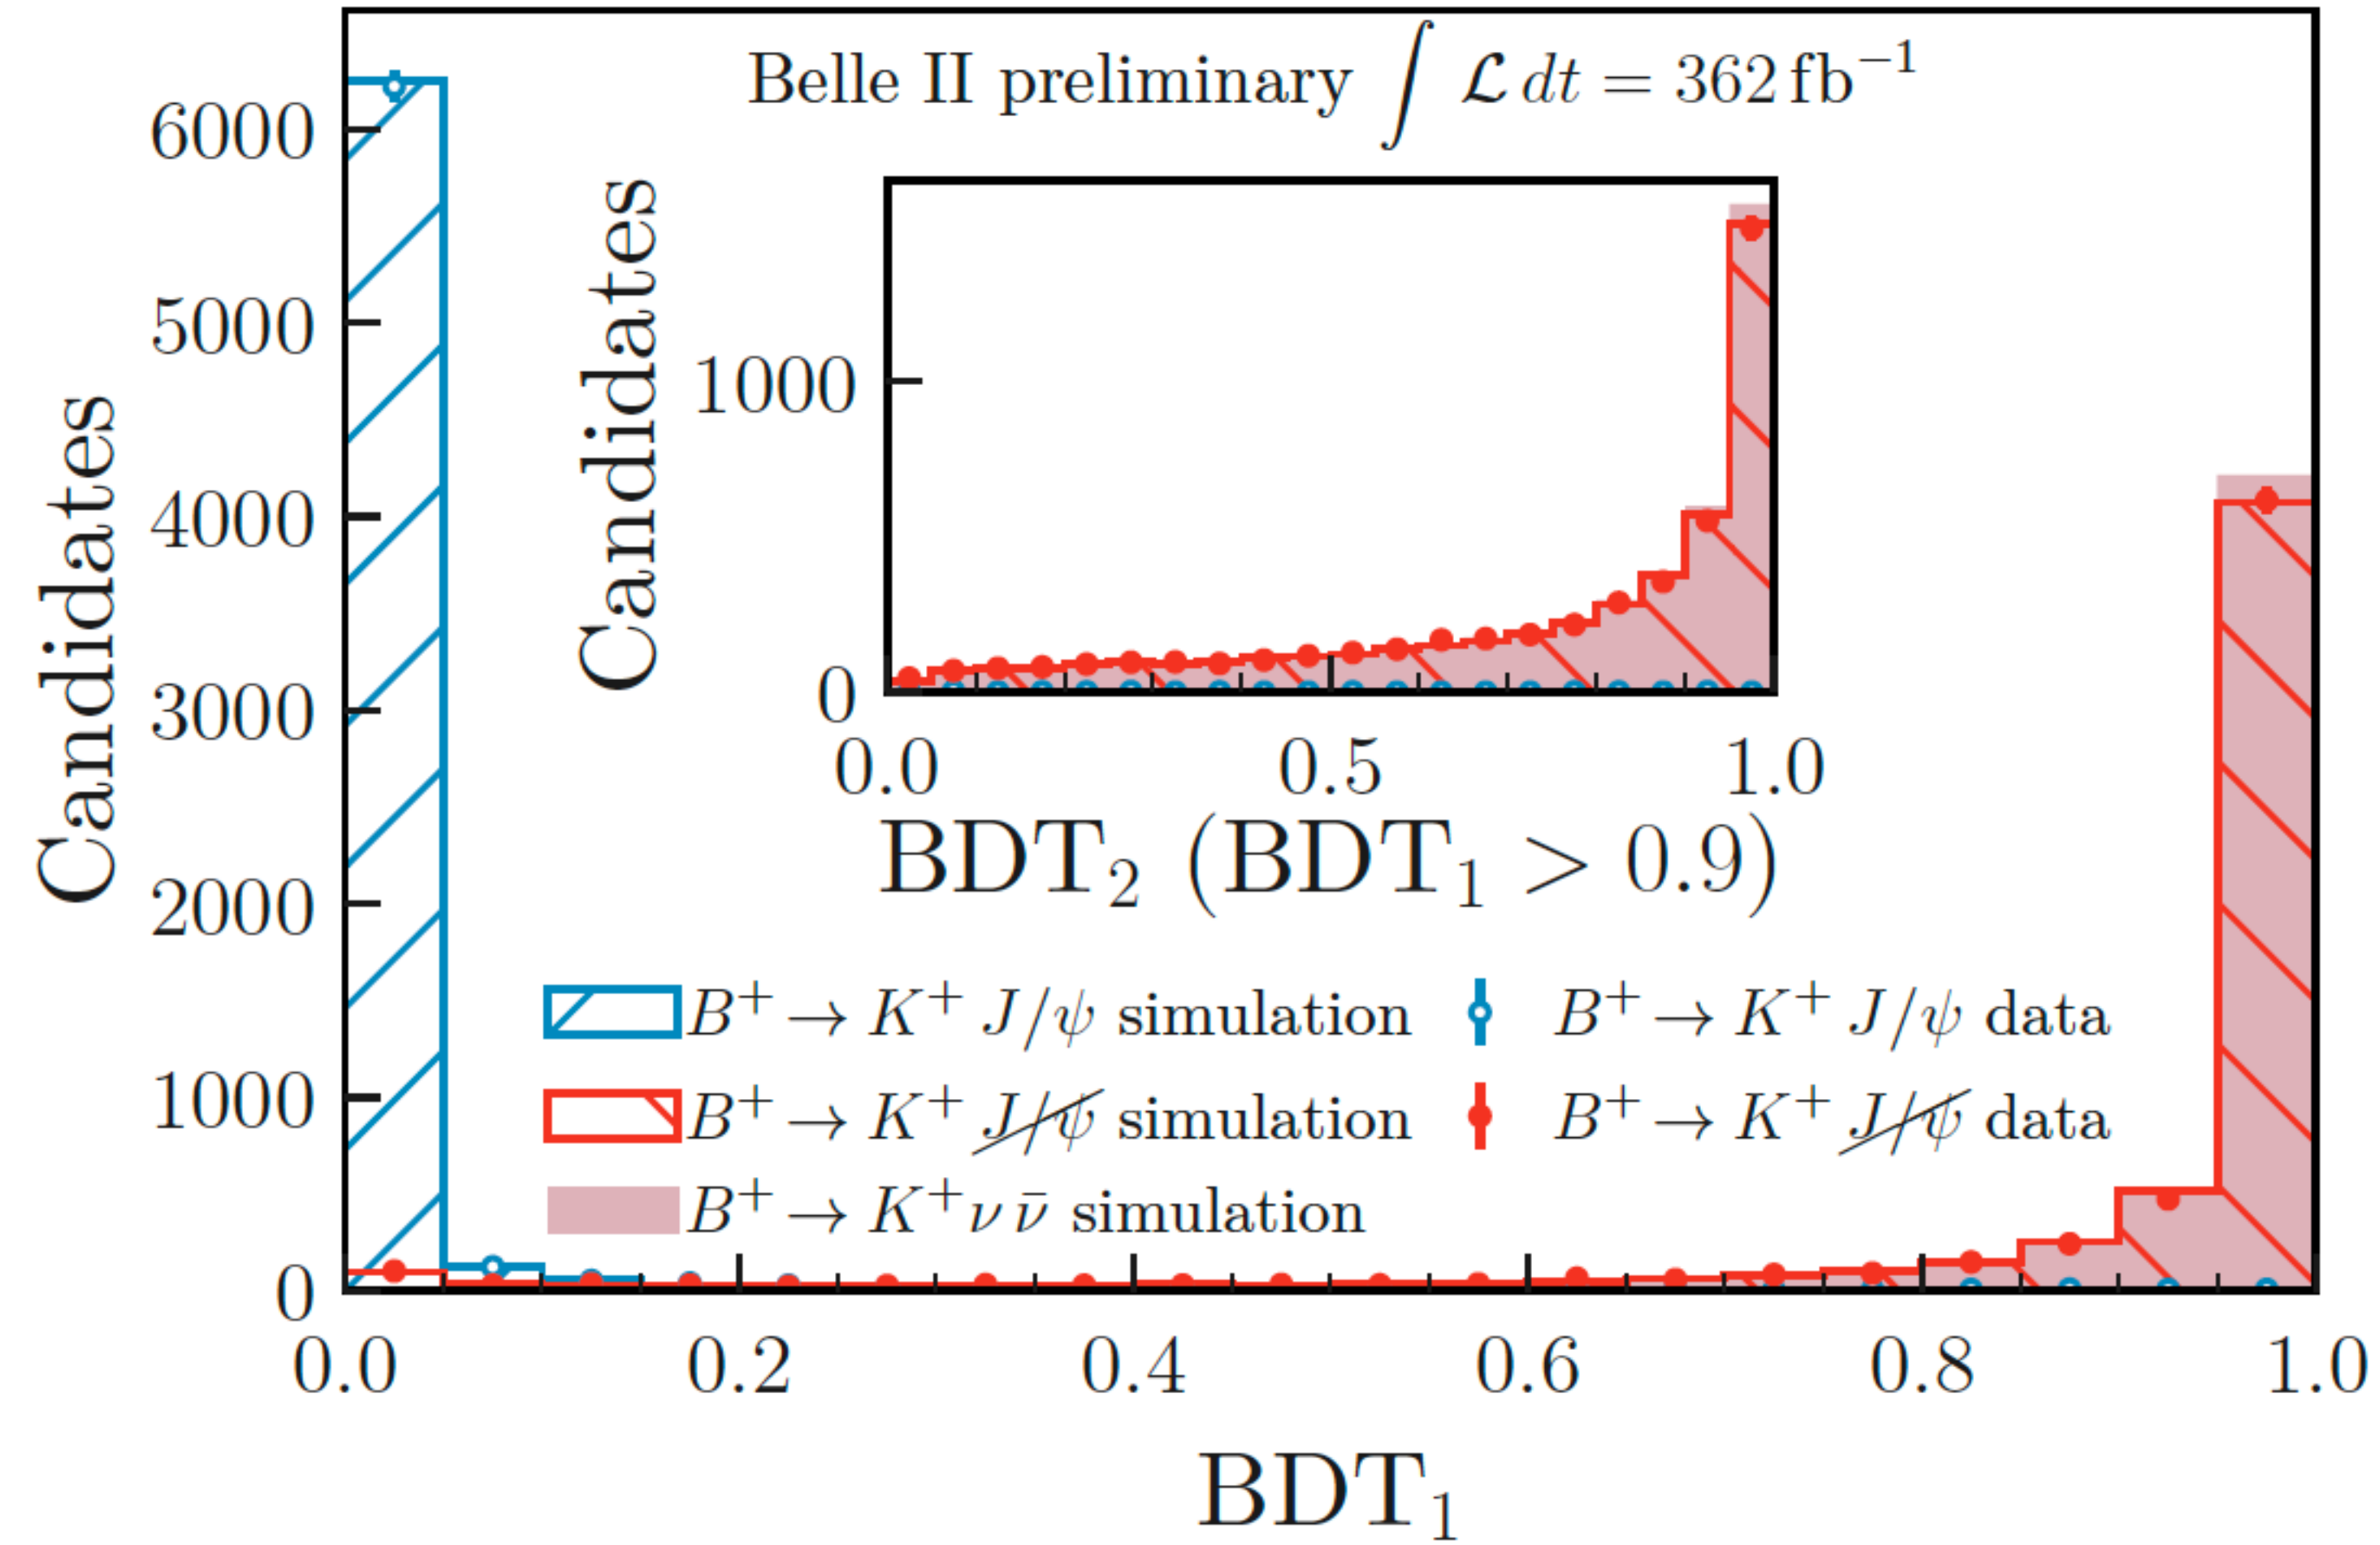 Belle II preliminary ∫ ℒ dt = 362 fb⁻¹
Candidates
6000
5000
4000
3000
2000
1000
0
Candidates
1000
0
0.0 0.5 1.0
BDT₂ (BDT₁ > 0.9)
B⁺ → K⁺ J/ψ simulation
B⁺ → K⁺ J̸/̸ψ̸ simulation
B⁺ → K⁺ν ν̄ simulation
B⁺ → K⁺ J/ψ data
B⁺ → K⁺ J̸/̸ψ̸ data
0.0 0.2 0.4 0.6 0.8 1.0
BDT₁